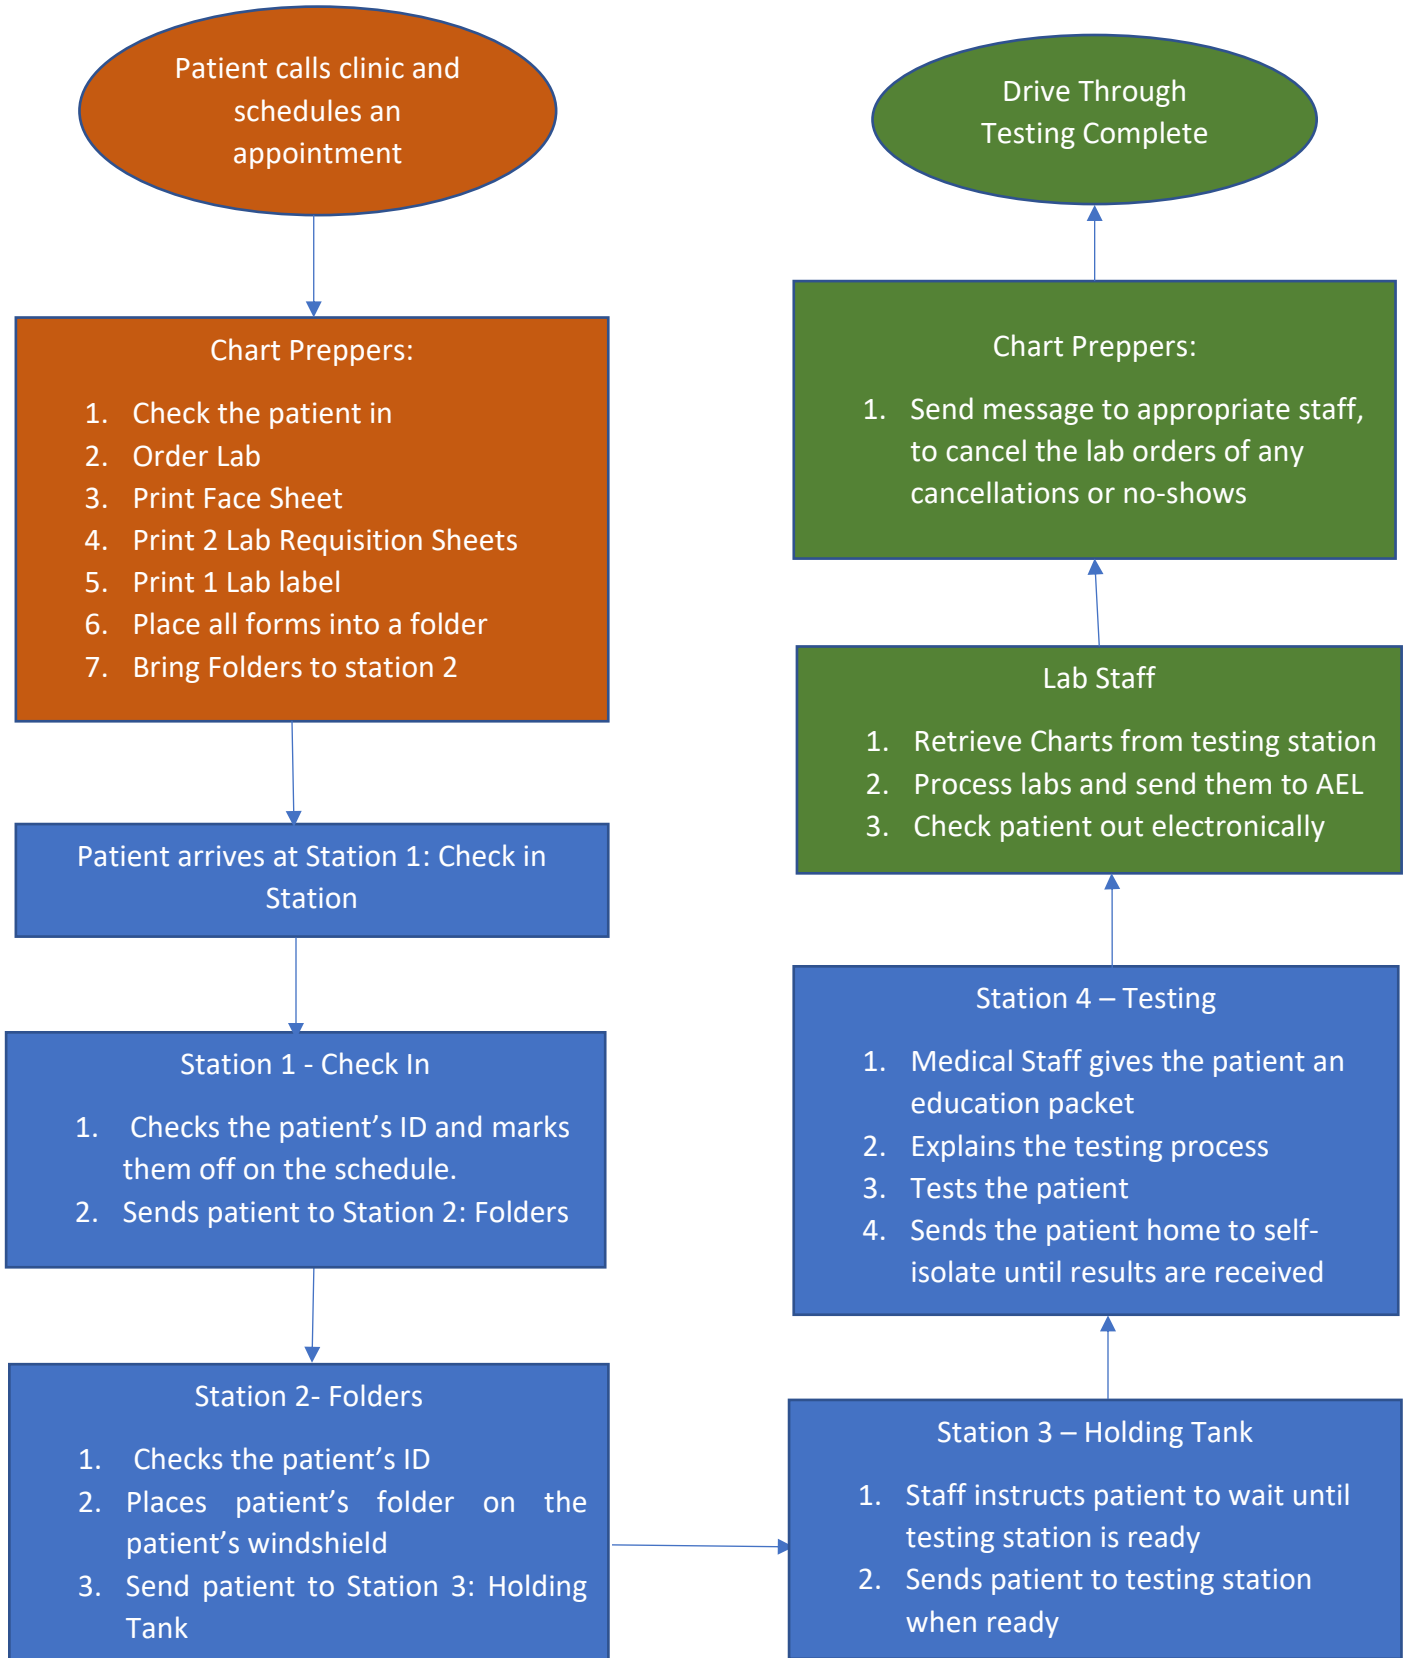 Patient calls clinic and
schedules an
appointment
Chart Preppers:
1. Check the patient in
2. Order Lab
3. Print Face Sheet
4. Print 2 Lab Requisition Sheets
5. Print 1 Lab label
6. Place all forms into a folder
7. Bring Folders to station 2
Patient arrives at Station 1: Check in
Station
Station 1 - Check In
1. Checks the patient’s ID and marks
them off on the schedule.
2. Sends patient to Station 2: Folders
Station 2- Folders
1. Checks the patient’s ID
2. Places patient’s folder on the
patient’s windshield
3. Send patient to Station 3: Holding
Tank
Station 3 – Holding Tank
1. Staff instructs patient to wait until
testing station is ready
2. Sends patient to testing station
when ready
Station 4 – Testing
1. Medical Staff gives the patient an
education packet
2. Explains the testing process
3. Tests the patient
4. Sends the patient home to self-
isolate until results are received
Lab Staff
1. Retrieve Charts from testing station
2. Process labs and send them to AEL
3. Check patient out electronically
Chart Preppers:
1. Send message to appropriate staff,
to cancel the lab orders of any
cancellations or no-shows
Drive Through
Testing Complete